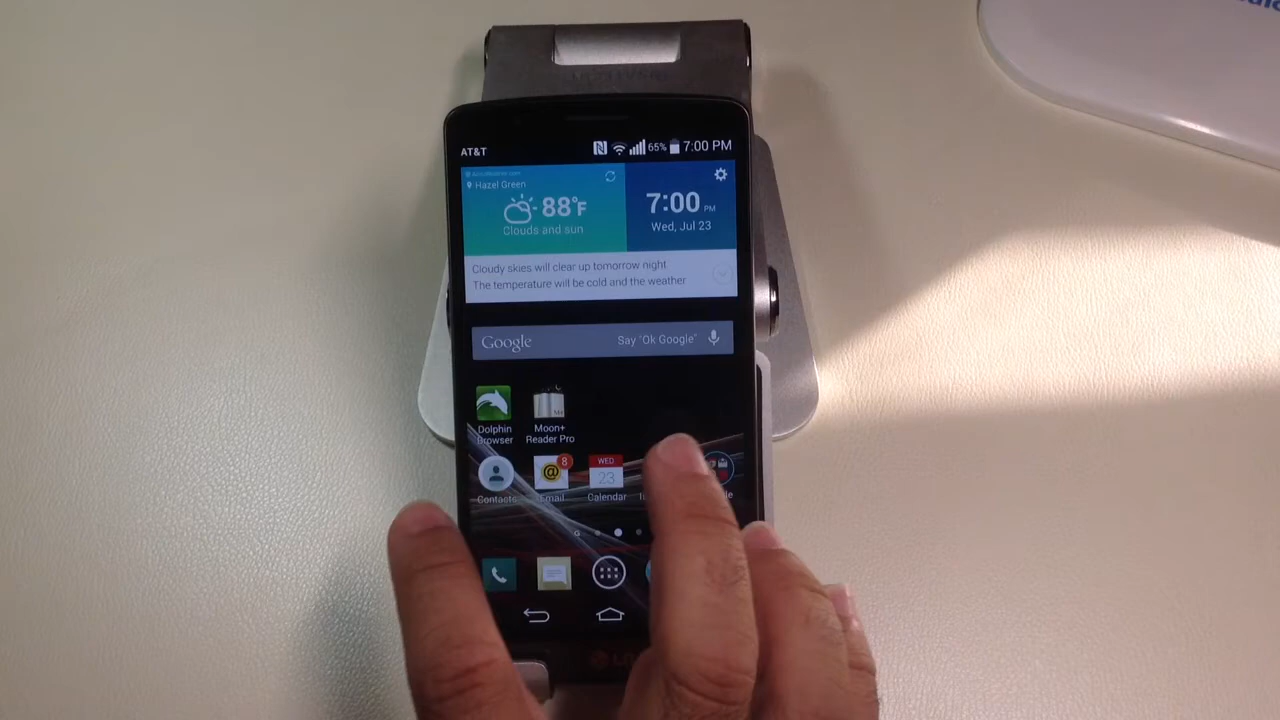 AT&T
65% 7:00 PM
Hazel Green
88°F
Clouds and sun
7:00 PM
Wed, Jul 23
Cloudy skies will clear up tomorrow night
The temperature will be cold and the weather
Google
Say "Ok Google"
Dolphin
Browser
Moon+
Reader Pro
8
WED
23
Contacts
Email
Calendar
G